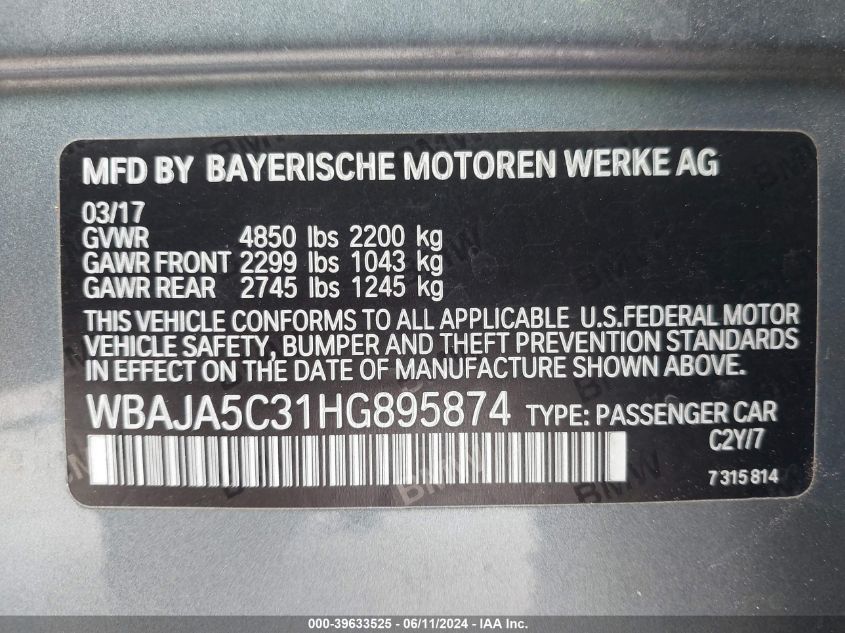 MFD BY BAYERISCHE MOTOREN WERKE AG
03/17
GVWR 4850 lbs 2200 kg
GAWR FRONT 2299 lbs 1043 kg
GAWR REAR 2745 lbs 1245 kg
THIS VEHICLE CONFORMS TO ALL APPLICABLE U.S.FEDERAL MOTOR
VEHICLE SAFETY, BUMPER AND THEFT PREVENTION STANDARDS
IN EFFECT ON THE DATE OF MANUFACTURE SHOWN ABOVE.
WBAJA5C31HG895874 TYPE: PASSENGER CAR
C2Y/7
7 315 814
000-39633525 - 06/11/2024 - IAA Inc.